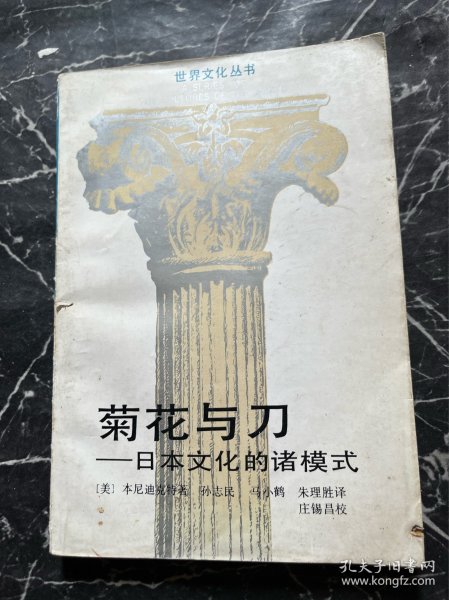 世界文化丛书
菊花与刀
——日本文化的诸模式
[美] 本尼迪克特著 孙志民 马小鹤 朱理胜译
庄锡昌校
孔夫子旧书网
www.kongfz.com